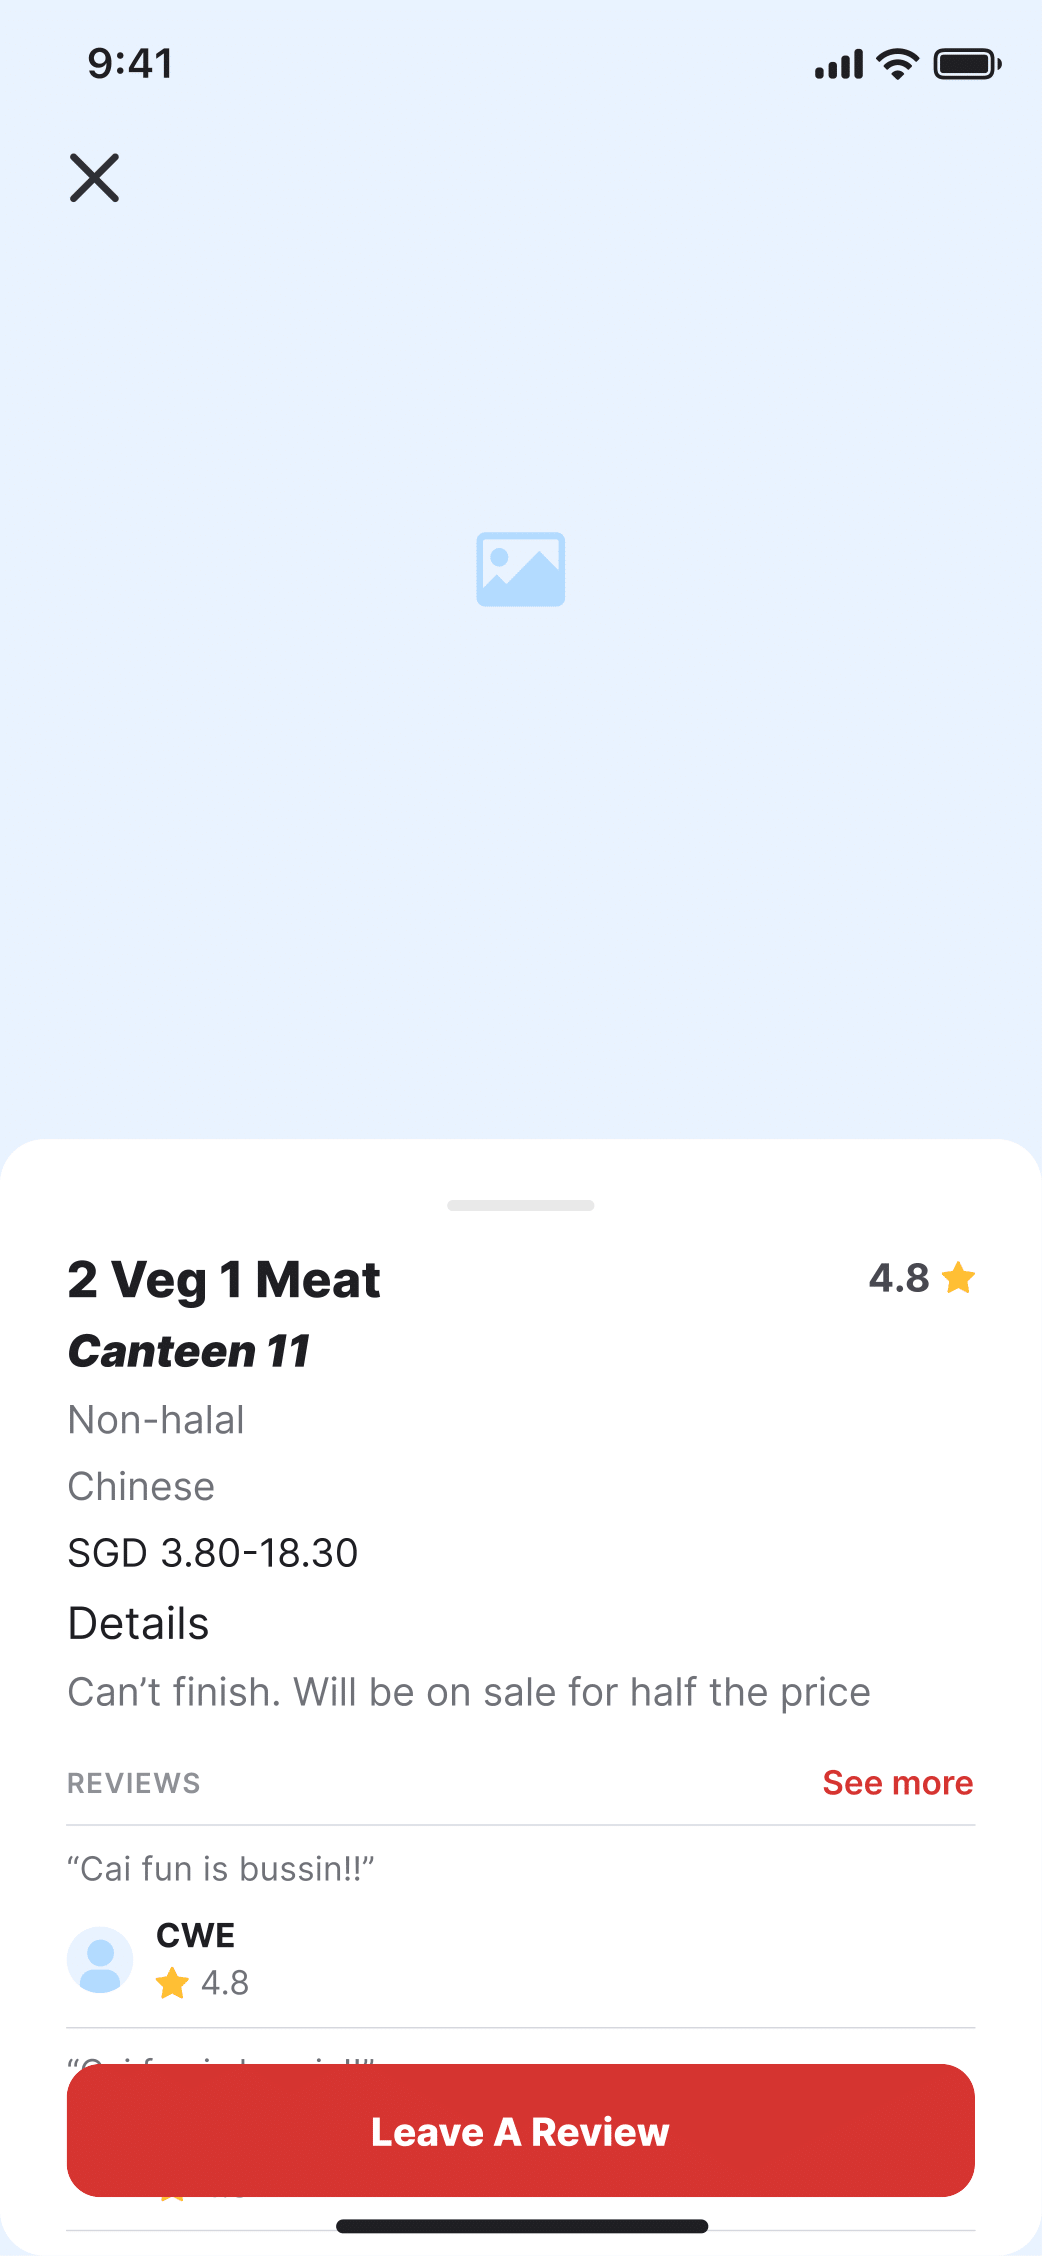 9:41
2 Veg 1 Meat
4.8
Canteen 11
Non-halal
Chinese
SGD 3.80-18.30
Details
Can’t finish. Will be on sale for half the price
REVIEWS
See more
“Cai fun is bussin!!”
CWE
4.8
Leave A Review